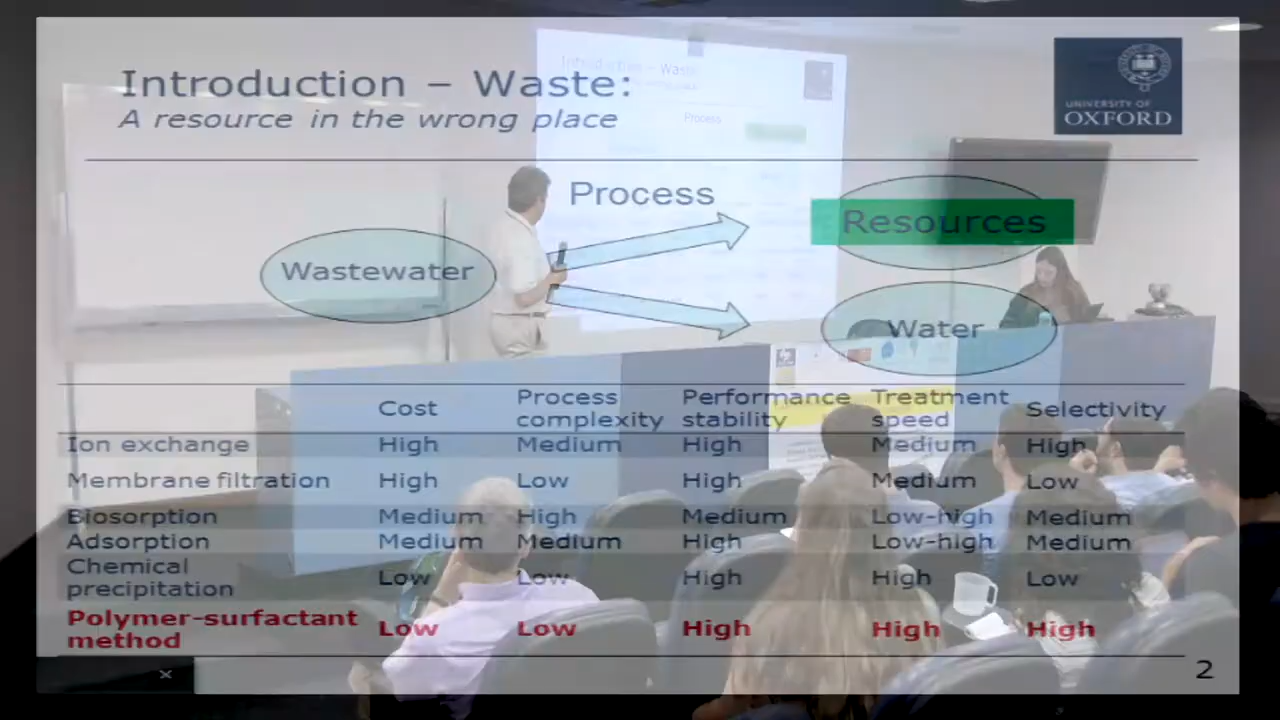 Introduction – Waste:
A resource in the wrong place
UNIVERSITY OF
OXFORD
Process
Resources
Wastewater
Water
Cost
Process complexity
Performance stability
Treatment speed
Selectivity
Ion exchange High Medium High Medium High
Membrane filtration High Low High Medium Low
Biosorption Medium High Medium Low-high Medium
Adsorption Medium Medium High Low-high Medium
Chemical precipitation Low Low High High Low
Polymer-surfactant method Low Low High High High
2
Introduction – Waste:
Process